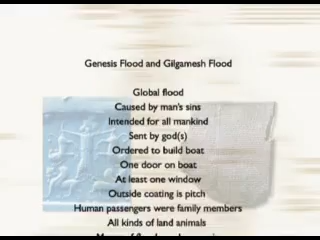 Genesis Flood and Gilgamesh Flood
Global flood
Caused by man's sins
Intended for all mankind
Sent by god(s)
Ordered to build boat
One door on boat
At least one window
Outside coating is pitch
Human passengers were family members
All kinds of land animals